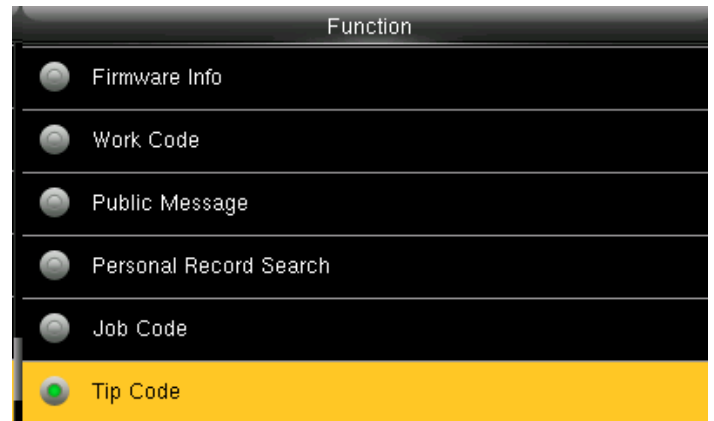 Function
Firmware Info
Work Code
Public Message
Personal Record Search
Job Code
Tip Code